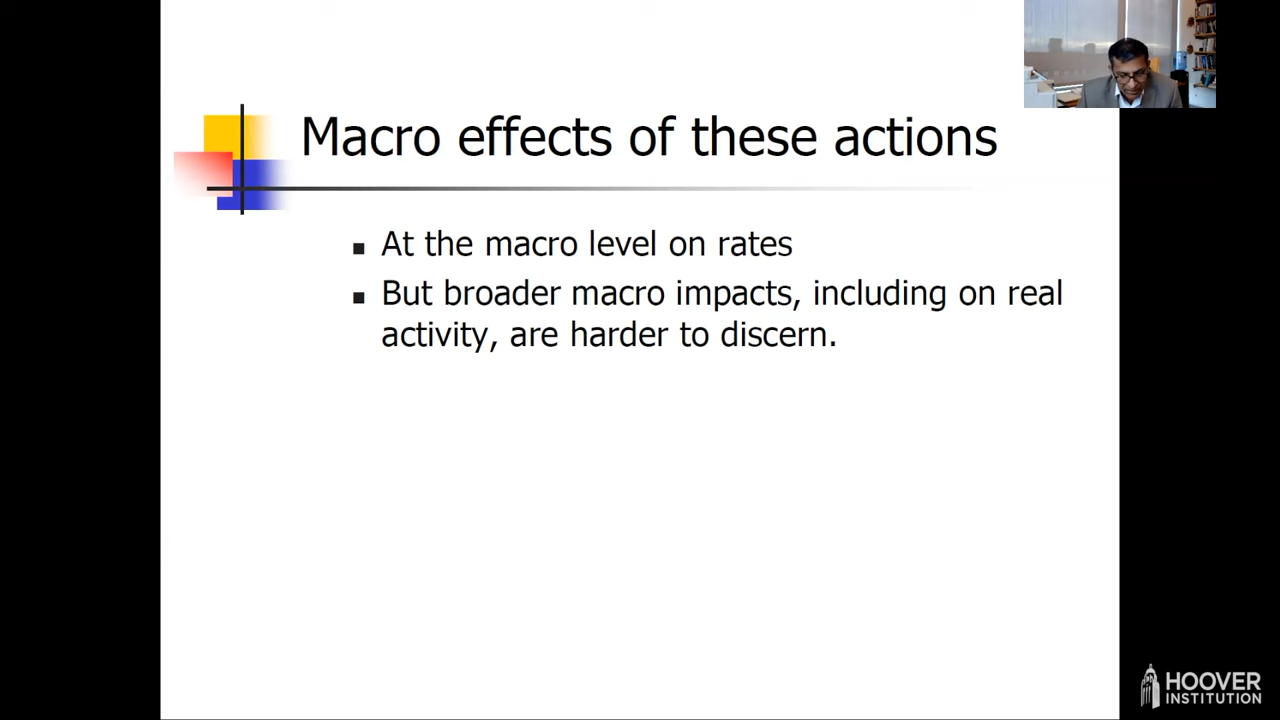 Macro effects of these actions
■ At the macro level on rates
■ But broader macro impacts, including on real
activity, are harder to discern.
HOOVER
INSTITUTION